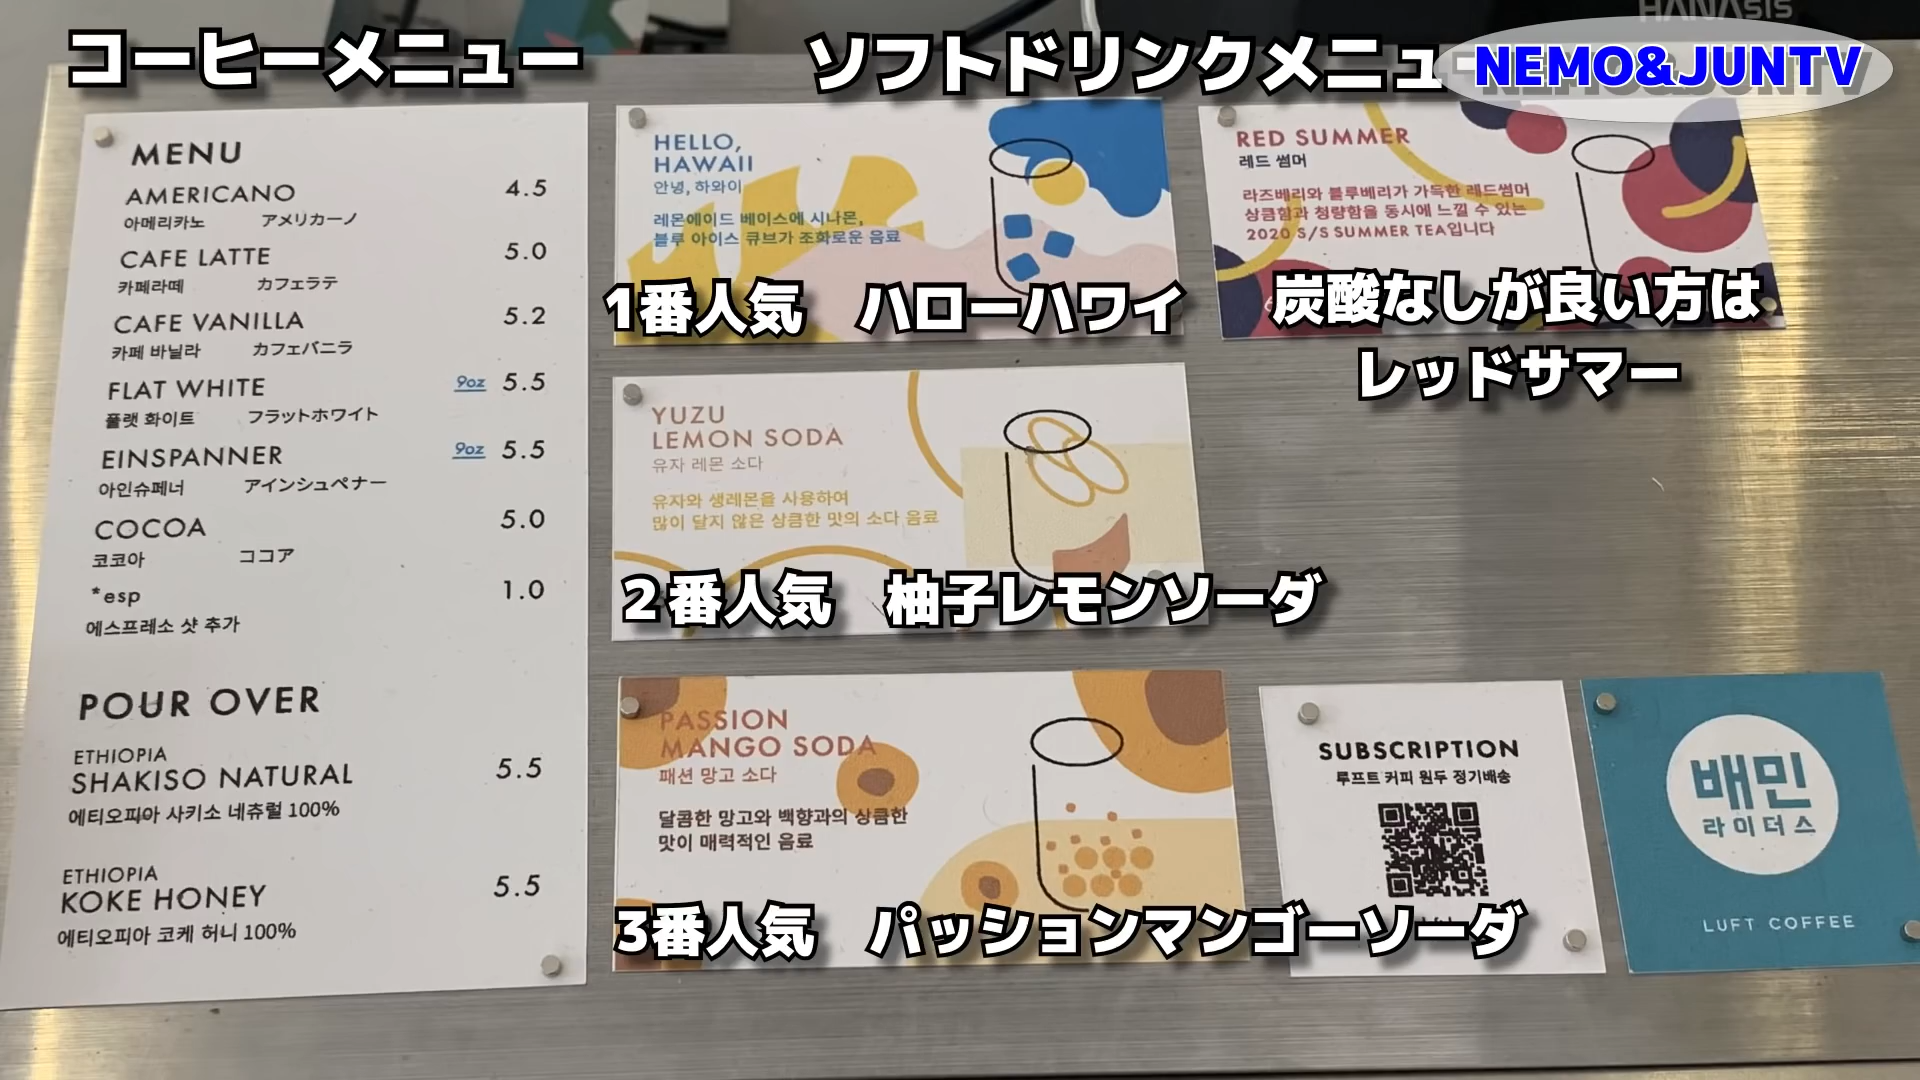 コーヒーメニュー
ソフトドリンクメニュー
NEMO&JUNTV
MENU
AMERICANO 4.5
아메리카노 アメリカーノ
CAFE LATTE 5.0
카페라떼 カフェラテ
CAFE VANILLA 5.2
카페 바닐라 カフェバニラ
FLAT WHITE 9oz 5.5
플랫 화이트 フラットホワイト
EINSPANNER 9oz 5.5
아인슈페너 アインシュペナー
COCOA 5.0
코코아 ココア
*esp 1.0
에스프레소 샷 추가
POUR OVER
ETHIOPIA
SHAKISO NATURAL 5.5
에티오피아 사키소 네츄럴 100%
ETHIOPIA
KOKE HONEY 5.5
에티오피아 코케 허니 100%
HELLO,
HAWAII
안녕, 하와이
레몬에이드 베이스에 시나몬,
블루 아이스 큐브가 조화로운 음료
1番人気 ハローハワイ
RED SUMMER
레드 썸머
라즈베리와 블루베리가 가득한 레드썸머
상큼함과 청량함을 동시에 느낄 수 있는
2020 S/S SUMMER TEA입니다
炭酸なしが良い方は
レッドサマー
YUZU
LEMON SODA
유자 레몬 소다
유자와 생레몬을 사용하여
많이 달지 않은 상큼한 맛의 소다 음료
２番人気 柚子レモンソーダ
PASSION
MANGO SODA
패션 망고 소다
달콤한 망고와 백향과의 상큼한
맛이 매력적인 음료
3番人気 パッションマンゴーソーダ
SUBSCRIPTION
루프트 커피 원두 정기배송
배민
라이더스
LUFT COFFEE